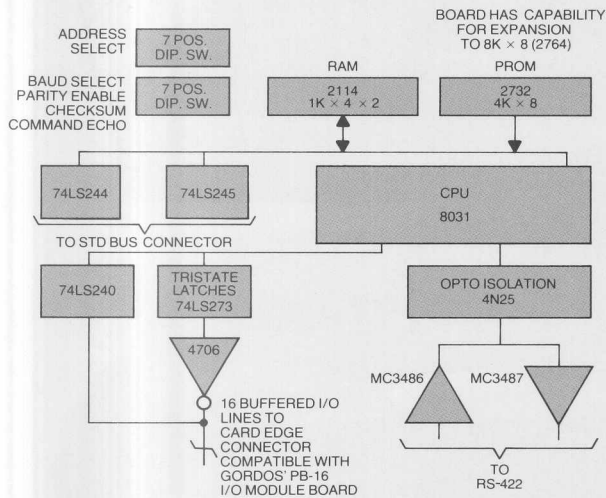 BOARD HAS CAPABILITY
FOR EXPANSION
TO 8K × 8 (2764)
ADDRESS
SELECT
7 POS.
DIP. SW.
BAUD SELECT
PARITY ENABLE
CHECKSUM
COMMAND ECHO
7 POS.
DIP. SW.
RAM
2114
1K × 4 × 2
PROM
2732
4K × 8
74LS244
74LS245
CPU
8031
TO STD BUS CONNECTOR
74LS240
TRISTATE
LATCHES
74LS273
OPTO ISOLATION
4N25
4706
MC3486
MC3487
16 BUFFERED I/O
LINES TO
CARD EDGE
CONNECTOR
COMPATIBLE WITH
GORDOS' PB-16
I/O MODULE BOARD
TO
RS-422